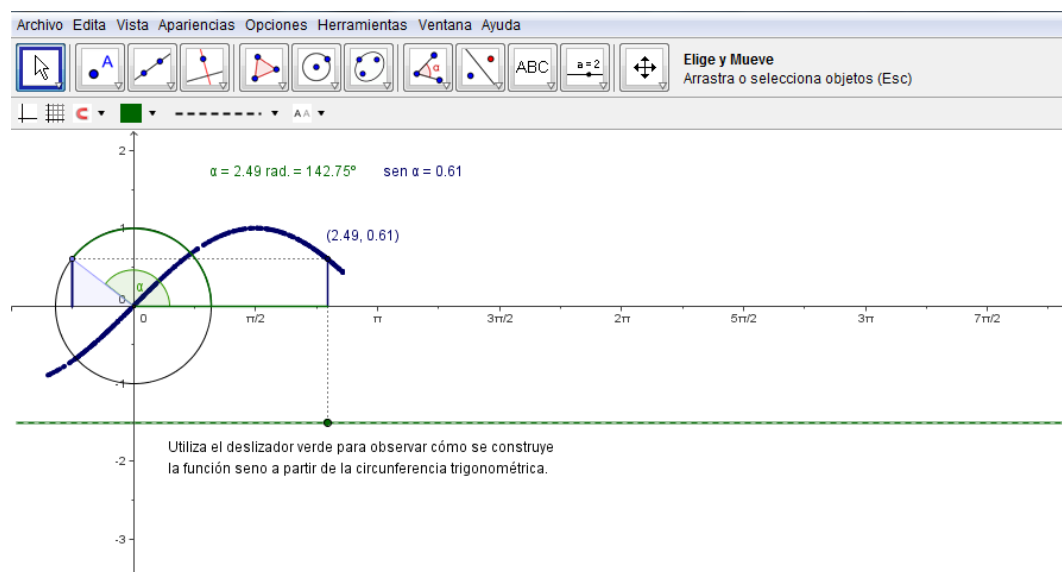 Archivo Edita Vista Apariencias Opciones Herramientas Ventana Ayuda
A
α
ABC
a = 2
Elige y Mueve
Arrastra o selecciona objetos (Esc)
A A
2
α = 2.49 rad. = 142.75º sen α = 0.61
1
(2.49, 0.61)
α
0
0 π/2 π 3π/2 2π 5π/2 3π 7π/2
-1
Utiliza el deslizador verde para observar cómo se construye
la función seno a partir de la circunferencia trigonométrica.
-2
-3